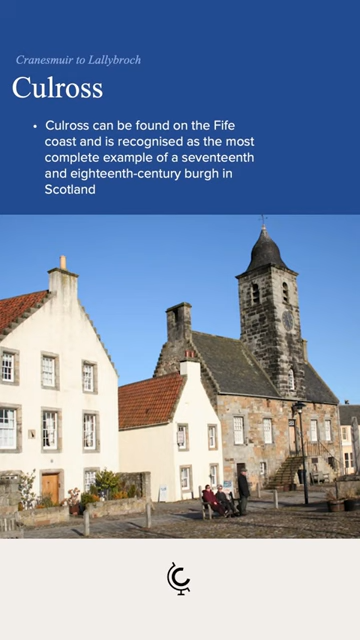 Cranesmuir to Lallybroch
Culross
• Culross can be found on the Fife
coast and is recognised as the most
complete example of a seventeenth
and eighteenth-century burgh in
Scotland